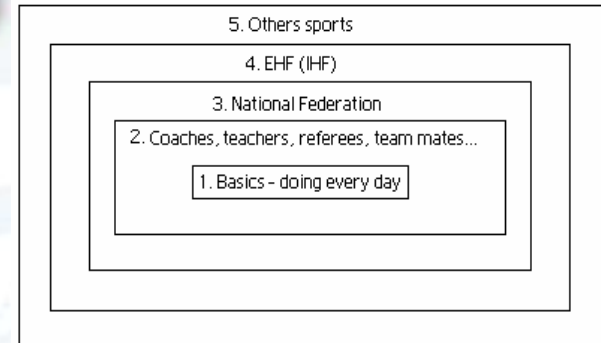 5. Others sports
4. EHF (IHF)
3. National Federation
2. Coaches, teachers, referees, team mates...
1. Basics - doing every day